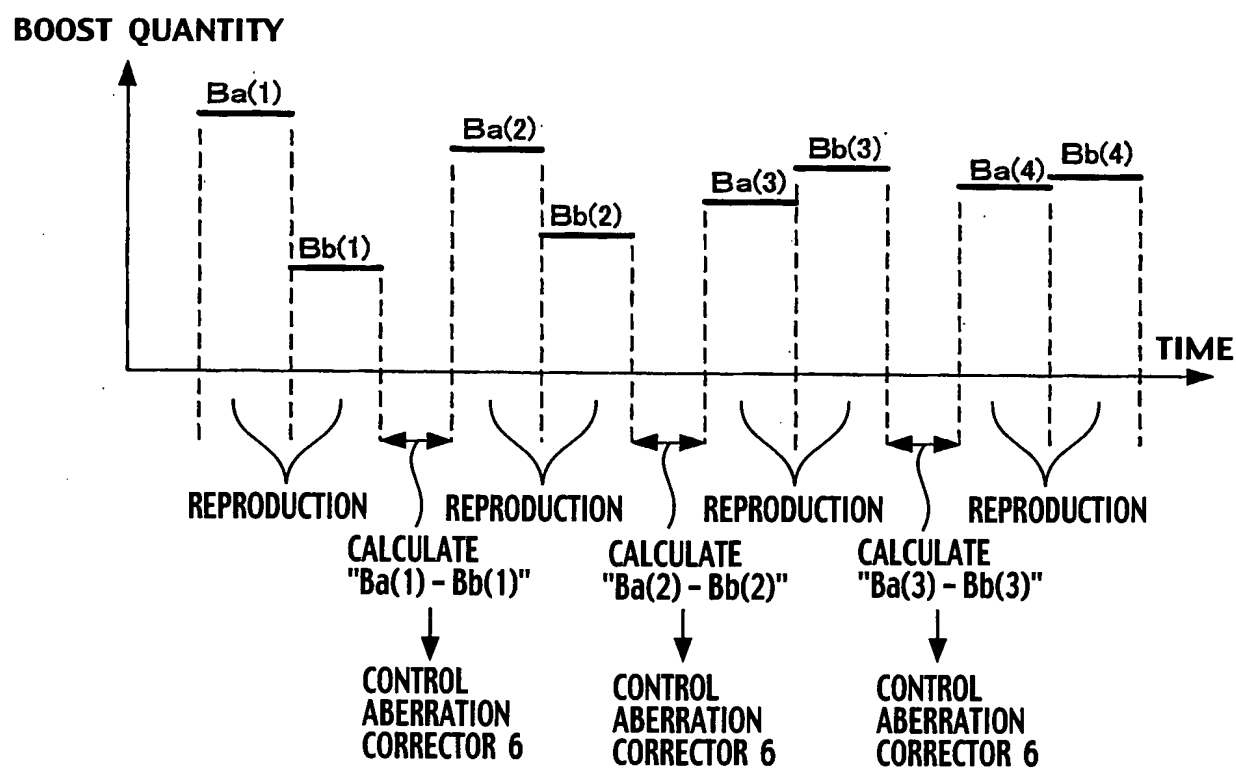 BOOST QUANTITY
Ba(1)
Bb(1)
Ba(2)
Bb(2)
Ba(3)
Bb(3)
Ba(4)
Bb(4)
TIME
REPRODUCTION
REPRODUCTION
REPRODUCTION
REPRODUCTION
CALCULATE
"Ba(1) – Bb(1)"
CALCULATE
"Ba(2) – Bb(2)"
CALCULATE
"Ba(3) – Bb(3)"
CONTROL
ABERRATION
CORRECTOR 6
CONTROL
ABERRATION
CORRECTOR 6
CONTROL
ABERRATION
CORRECTOR 6